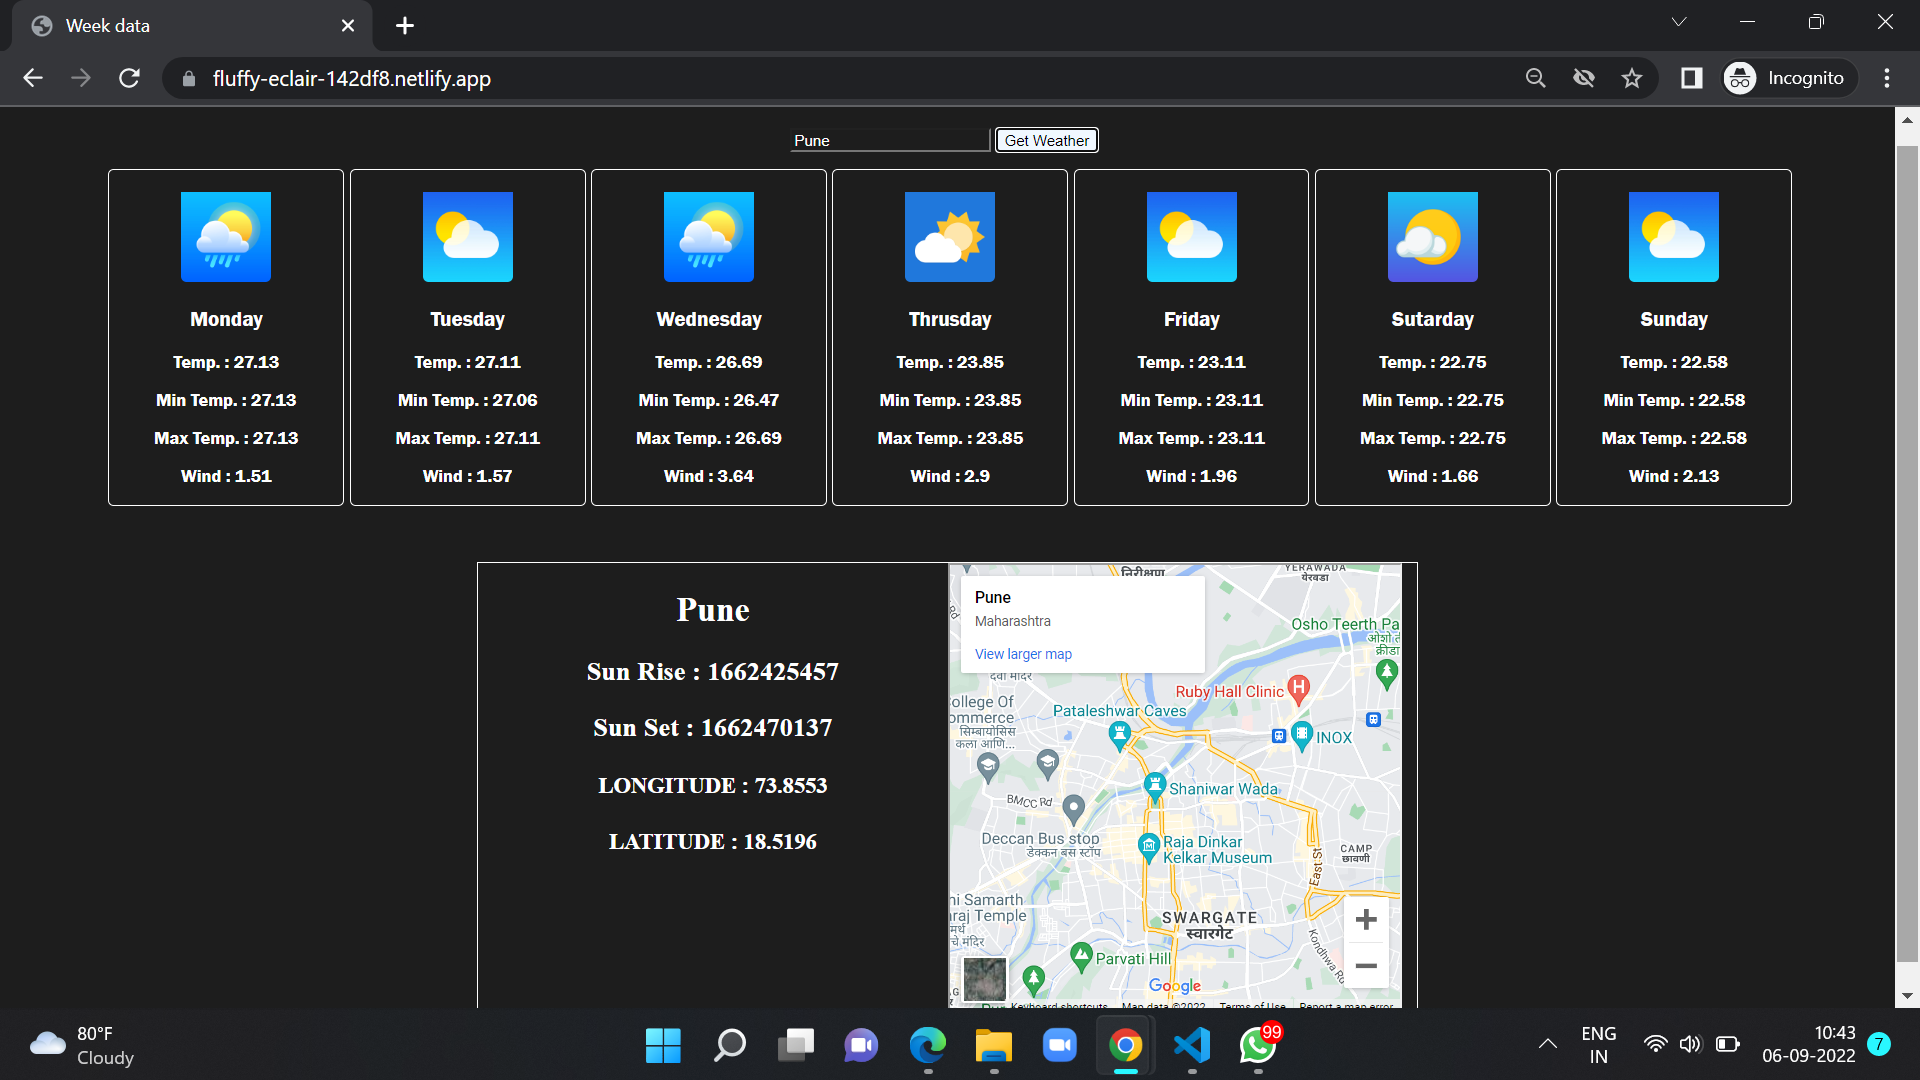 Week data
fluffy-eclair-142df8.netlify.app
Incognito
Pune
Get Weather
Monday
Temp. : 27.13
Min Temp. : 27.13
Max Temp. : 27.13
Wind : 1.51
Tuesday
Temp. : 27.11
Min Temp. : 27.06
Max Temp. : 27.11
Wind : 1.57
Wednesday
Temp. : 26.69
Min Temp. : 26.47
Max Temp. : 26.69
Wind : 3.64
Thrusday
Temp. : 23.85
Min Temp. : 23.85
Max Temp. : 23.85
Wind : 2.9
Friday
Temp. : 23.11
Min Temp. : 23.11
Max Temp. : 23.11
Wind : 1.96
Sutarday
Temp. : 22.75
Min Temp. : 22.75
Max Temp. : 22.75
Wind : 1.66
Sunday
Temp. : 22.58
Min Temp. : 22.58
Max Temp. : 22.58
Wind : 2.13
Pune
Sun Rise : 1662425457
Sun Set : 1662470137
LONGITUDE : 73.8553
LATITUDE : 18.5196
निरीक्षण
YERAWADA
येरवडा
Pune
Maharashtra
View larger map
Osho Teerth Pa
ओशो ती
क्रीडा
Ruby Hall Clinic
ollege Of
ommerce
सिम्बायोसिस
कला आणि...
Pataleshwar Caves
INOX
BMCC Rd
Shaniwar Wada
Deccan Bus stop
डेक्कन बस स्टॉप
Raja Dinkar
Kelkar Museum
East St
CAMP
छावणी
ni Samarth
raj Temple
मर्थ
चे मंदिर
SWARGATE
स्वारगेट
Kondhwa Rd
Parvati Hill
Google
Keyboard shortcuts
Map data ©2022
Terms of Use
Report a map error
80°F
Cloudy
99
ENG
IN
10:43
06-09-2022
7